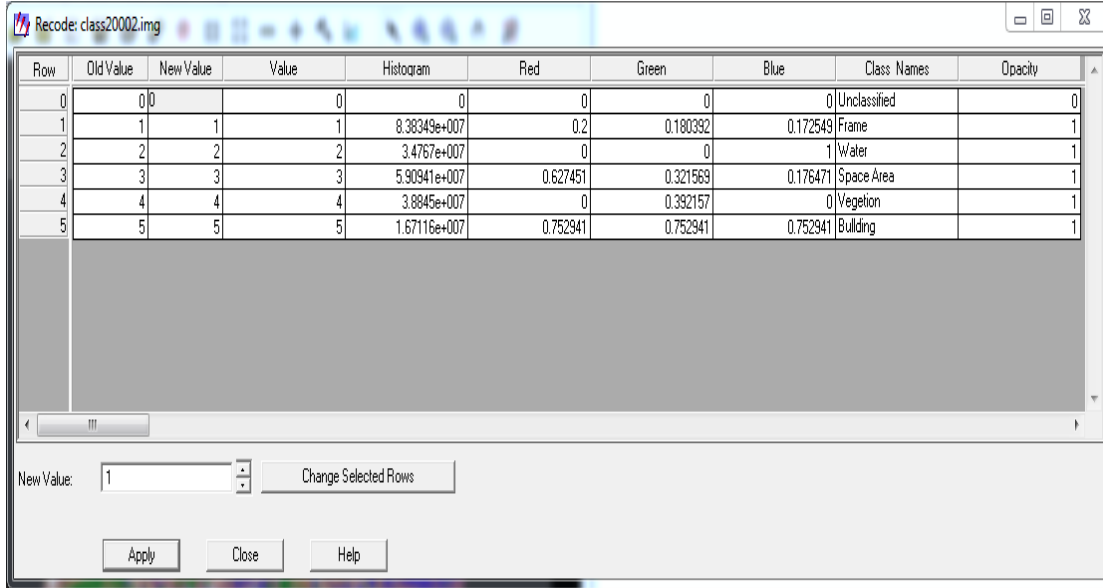 Recode: class20002.img
Row Old Value New Value Value Histogram Red Green Blue Class Names Opacity
0 0 0 0 0 0 0 0 Unclassified 0
1 1 1 1 8.38349e+007 0.2 0.180392 0.172549 Frame 1
2 2 2 2 3.4767e+007 0 0 1 Water 1
3 3 3 3 5.90941e+007 0.627451 0.321569 0.176471 Space Area 1
4 4 4 4 3.8845e+007 0 0.392157 0 Vegetion 1
5 5 5 5 1.67116e+007 0.752941 0.752941 0.752941 Building 1
New Value: 1 Change Selected Rows
Apply Close Help